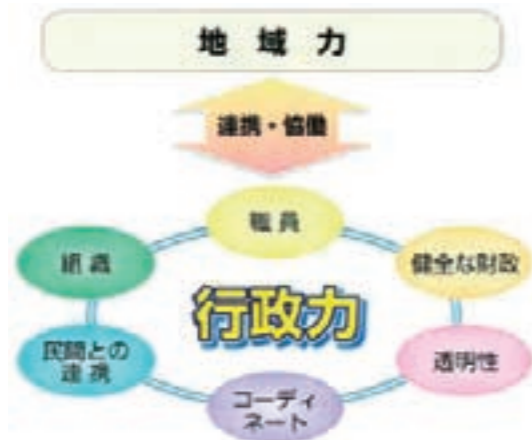 地域力
連携・協働
職員
組織
健全な財政
行政力
民間との
連携
透明性
コーディ
ネート